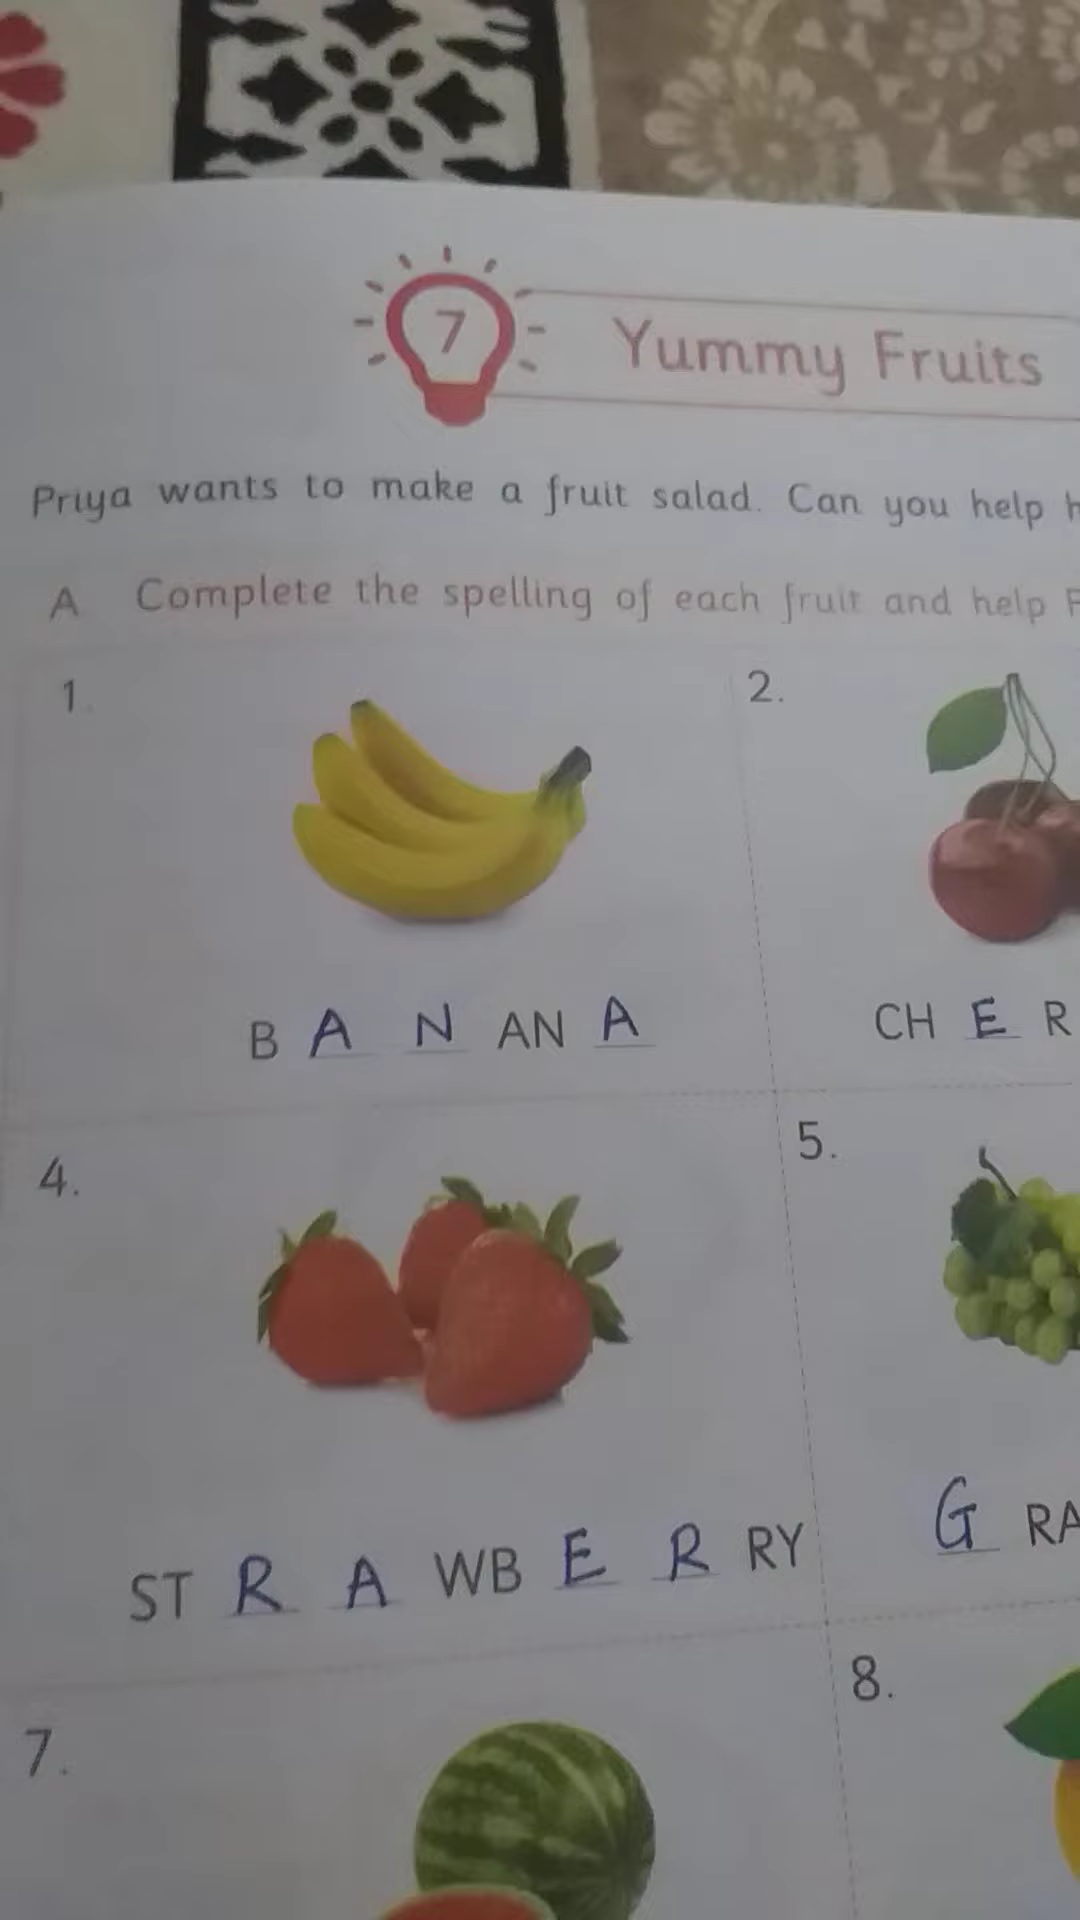 7
Yummy Fruits
Priya wants to make a fruit salad. Can you help
A Complete the spelling of each fruit and help
1.
2.
B A N AN A
CH E R
4.
5.
ST R A WB E R RY
G RA
7.
8.